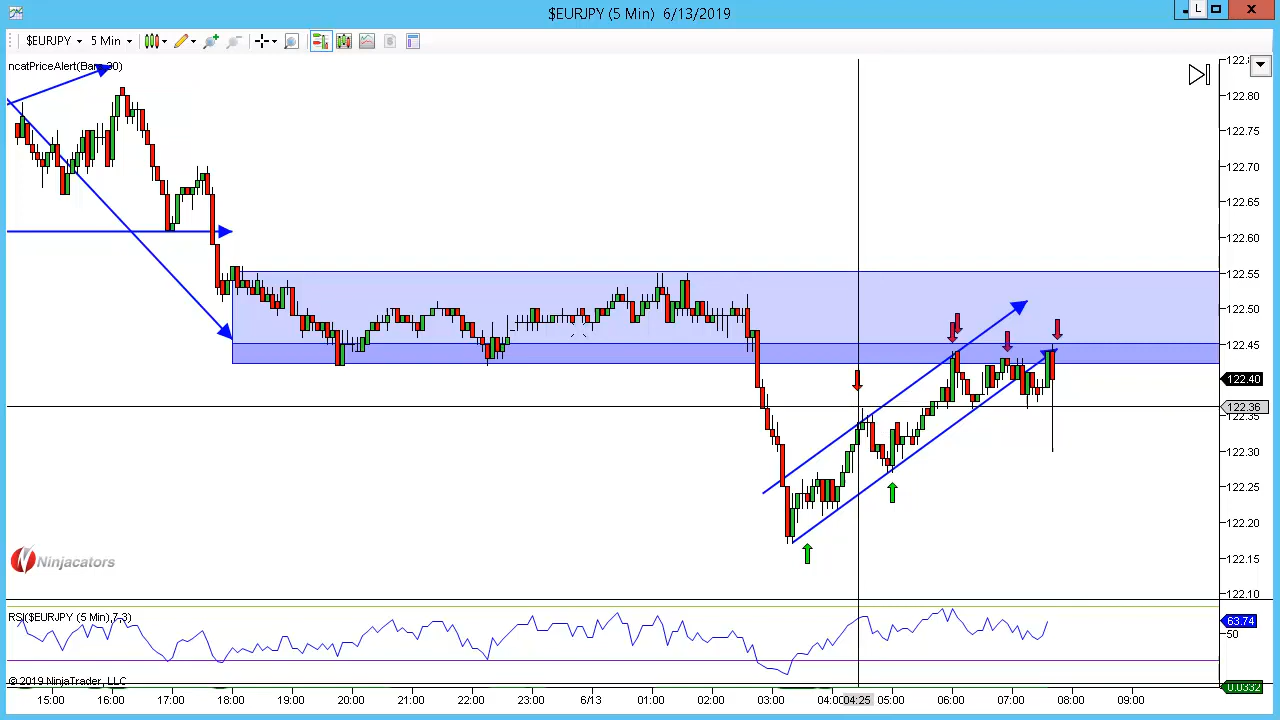 $EURJPY (5 Min) 6/13/2019
L
X
$EURJPY 5 Min
ncatPriceAlert(Bars,30)
122.80
122.75
122.70
122.65
122.60
122.55
122.50
122.45
122.40
122.36
122.35
122.30
122.25
122.20
122.15
122.10
Ninjacators
RSI($EURJPY (5 Min),7,3)
63.74
50
© 2019 NinjaTrader, LLC
0.0332
15:00 16:00 17:00 18:00 19:00 20:00 21:00 22:00 23:00 6/13 01:00 02:00 03:00 04:00 04:25 05:00 06:00 07:00 08:00 09:00